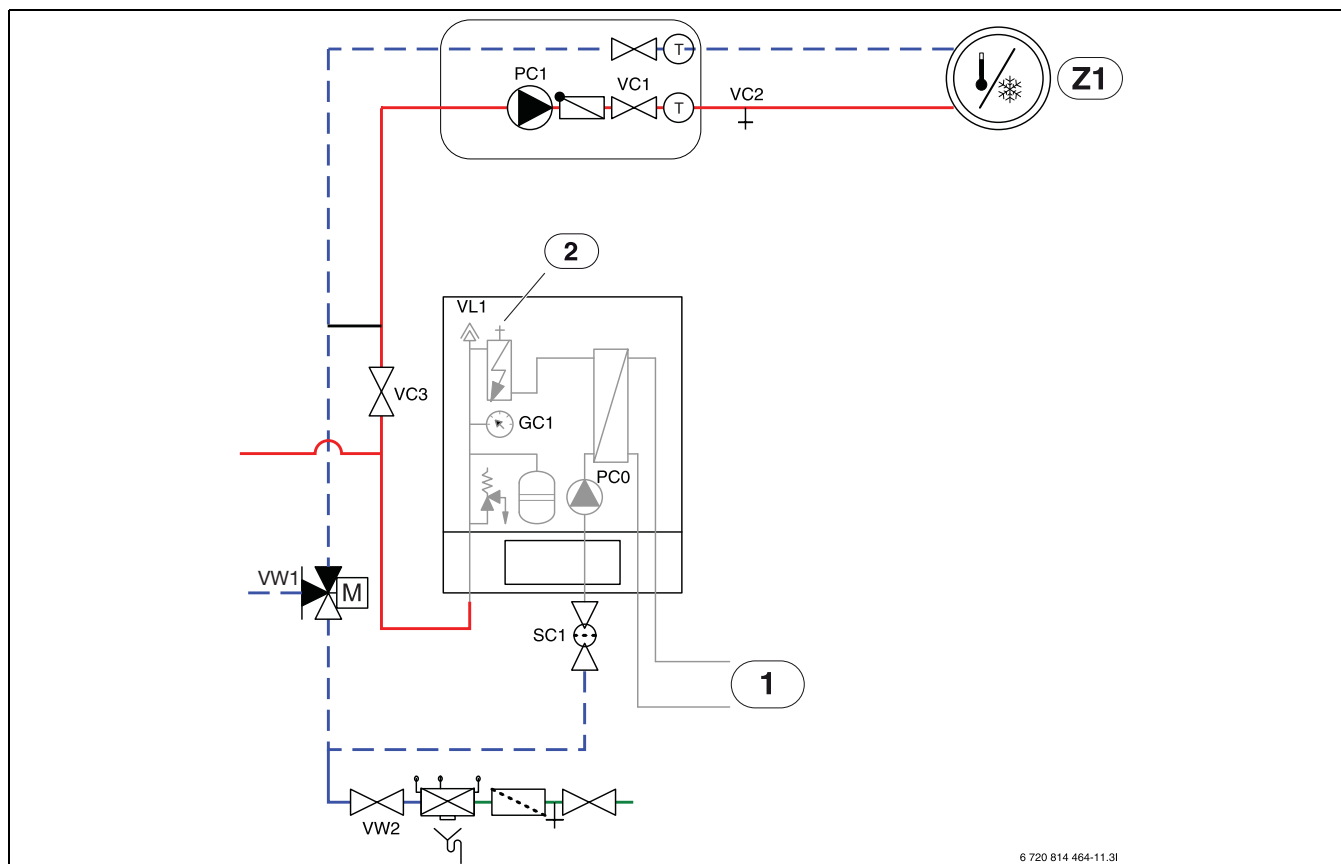 T
PC1
VC1
T
VC2
Z1
2
VL1
VC3
GC1
PC0
VW1
M
SC1
1
VW2
6 720 814 464-11.3I